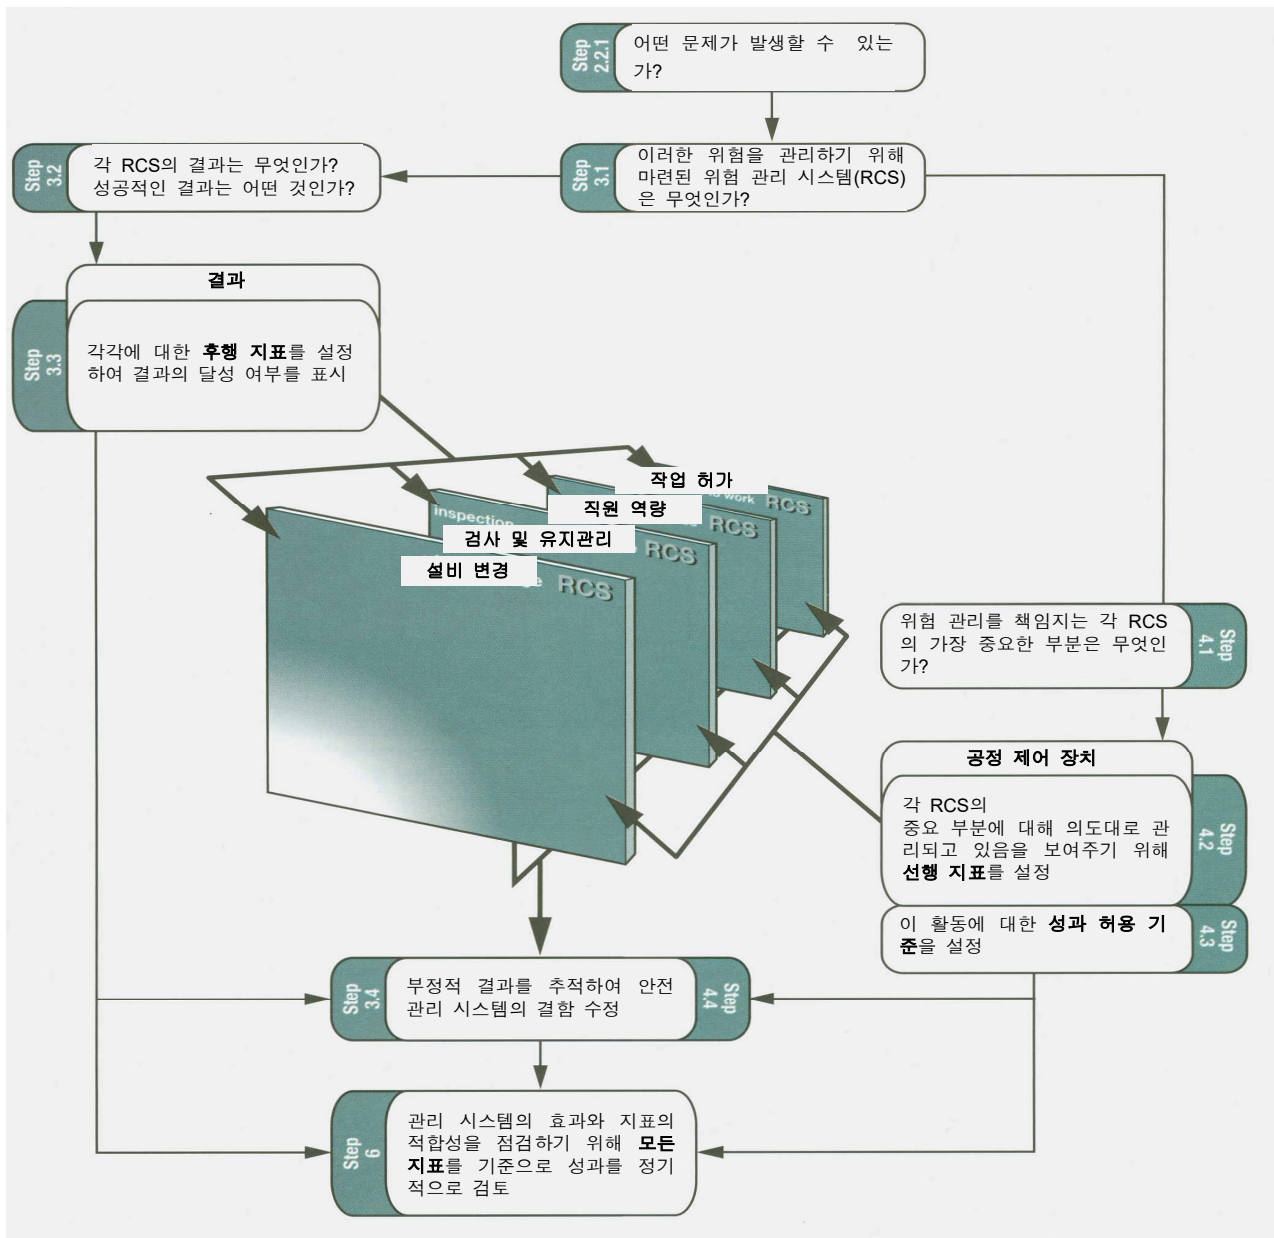 Step
2.2.1
어떤 문제가 발생할 수 있는
가?
Step
3.2
각 RCS의 결과는 무엇인가?
성공적인 결과는 어떤 것인가?
Step
3.1
이러한 위험을 관리하기 위해
마련된 위험 관리 시스템(RCS)
은 무엇인가?
결과
Step
3.3
각각에 대한 후행 지표를 설정
하여 결과의 달성 여부를 표시
작업 허가
work RCS
직원 역량
RCS
inspection
검사 및 유지관리
RCS
설비 변경
RCS
위험 관리를 책임지는 각 RCS
의 가장 중요한 부분은 무엇인
가?
Step
4.1
공정 제어 장치
각 RCS의
중요 부분에 대해 의도대로 관
리되고 있음을 보여주기 위해
선행 지표를 설정
Step
4.2
이 활동에 대한 성과 허용 기
준을 설정
Step
4.3
Step
3.4
부정적 결과를 추적하여 안전
관리 시스템의 결함 수정
Step
4.4
Step
6
관리 시스템의 효과와 지표의
적합성을 점검하기 위해 모든
지표를 기준으로 성과를 정기
적으로 검토